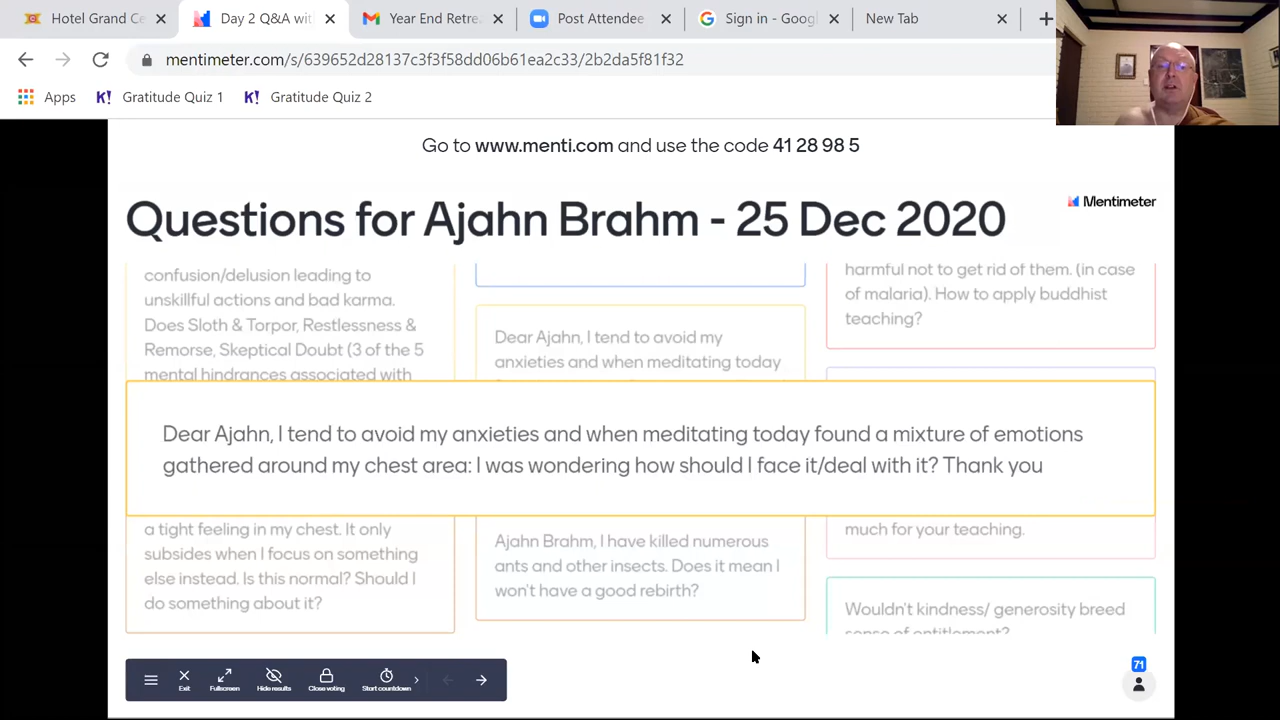 Hotel Grand Ce
Day 2 Q&A wit
Year End Retre
Post Attendee
Sign in - Googl
New Tab
mentimeter.com/s/639652d28137c3f3f58dd06b61ea2c33/2b2da5f81f32
Apps
K! Gratitude Quiz 1
K! Gratitude Quiz 2
Go to www.menti.com and use the code 41 28 98 5
Questions for Ajahn Brahm - 25 Dec 2020
Mentimeter
confusion/delusion leading to
unskillful actions and bad karma.
Does Sloth & Torpor, Restlessness &
Remorse, Skeptical Doubt (3 of the 5
mental hindrances associated with
Dear Ajahn, I tend to avoid my
anxieties and when meditating today
harmful not to get rid of them. (in case
of malaria). How to apply buddhist
teaching?
Dear Ajahn, I tend to avoid my anxieties and when meditating today found a mixture of emotions
gathered around my chest area: I was wondering how should I face it/deal with it? Thank you
a tight feeling in my chest. It only
subsides when I focus on something
else instead. Is this normal? Should I
do something about it?
Ajahn Brahm, I have killed numerous
ants and other insects. Does it mean I
won't have a good rebirth?
much for your teaching.
Wouldn't kindness/ generosity breed
sense of entitlement?
Exit
Fullscreen
Hide results
Close voting
Start countdown
71